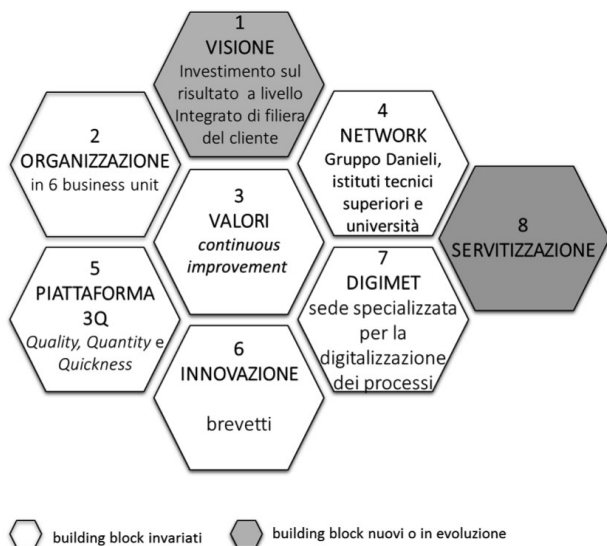 1
VISIONE
Investimento sul
risultato a livello
Integrato di filiera
del cliente
2
ORGANIZZAZIONE
in 6 business unit
3
VALORI
continuous
improvement
4
NETWORK
Gruppo Danieli,
istituti tecnici
superiori e
università
5
PIATTAFORMA
3Q
Quality, Quantity e
Quickness
6
INNOVAZIONE
brevetti
7
DIGIMET
sede specializzata
per la
digitalizzazione
dei processi
8
SERVITIZZAZIONE
building block invariati
building block nuovi o in evoluzione